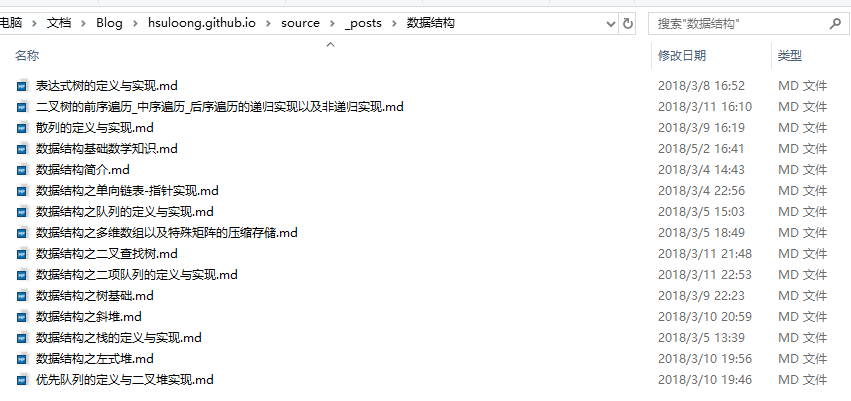 电脑 > 文档 > Blog > hsuloong.github.io > source > _posts > 数据结构 搜索"数据结构"
名称 修改日期 类型
表达式树的定义与实现.md 2018/3/8 16:52 MD 文件
二叉树的前序遍历_中序遍历_后序遍历的递归实现以及非递归实现.md 2018/3/11 16:10 MD 文件
散列的定义与实现.md 2018/3/9 16:19 MD 文件
数据结构基础数学知识.md 2018/5/2 16:41 MD 文件
数据结构简介.md 2018/3/4 14:43 MD 文件
数据结构之单向链表-指针实现.md 2018/3/4 22:56 MD 文件
数据结构之队列的定义与实现.md 2018/3/5 15:03 MD 文件
数据结构之多维数组以及特殊矩阵的压缩存储.md 2018/3/5 18:49 MD 文件
数据结构之二叉查找树.md 2018/3/11 21:48 MD 文件
数据结构之二项队列的定义与实现.md 2018/3/11 22:53 MD 文件
数据结构之树基础.md 2018/3/9 22:23 MD 文件
数据结构之斜堆.md 2018/3/10 20:59 MD 文件
数据结构之栈的定义与实现.md 2018/3/5 13:39 MD 文件
数据结构之左式堆.md 2018/3/10 19:56 MD 文件
优先队列的定义与二叉堆实现.md 2018/3/10 19:46 MD 文件